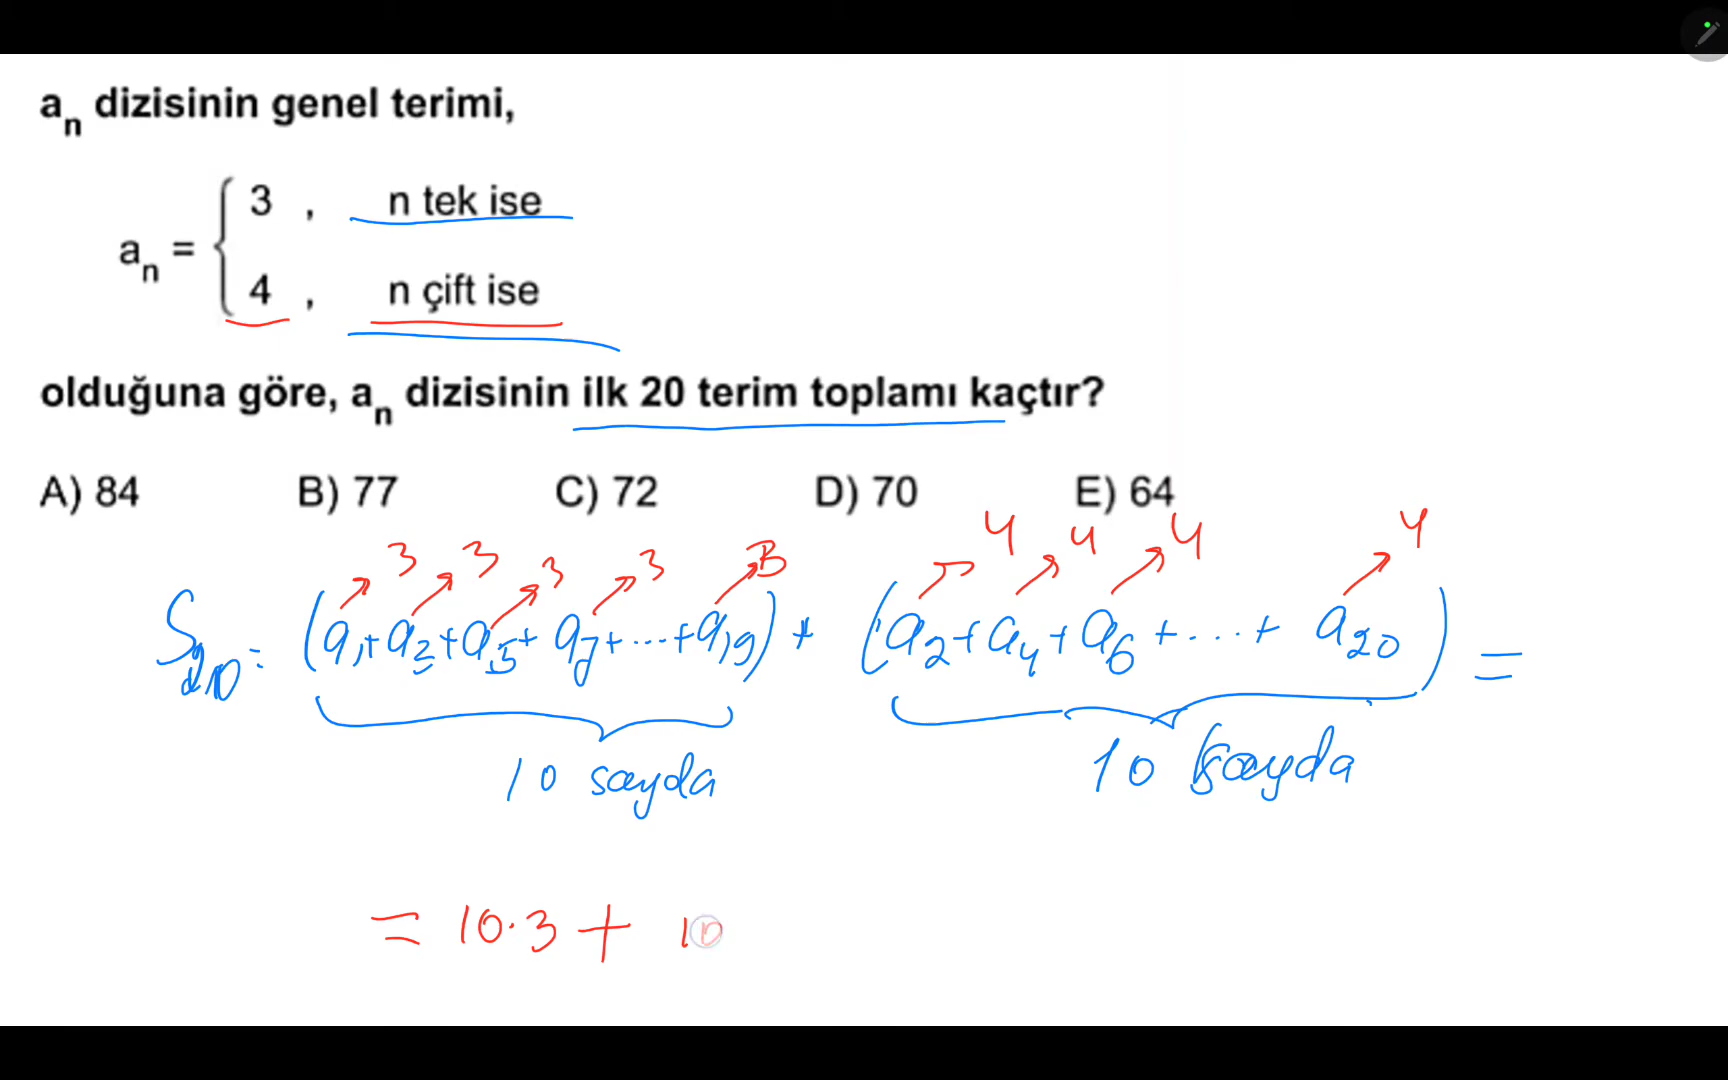 aₙ dizisinin genel terimi,
aₙ = { 3 , n tek ise
4 , n çift ise
olduğuna göre, aₙ dizisinin ilk 20 terim toplamı kaçtır?
A) 84 B) 77 C) 72 D) 70 E) 64
3 3 3 3 3 4 4 4 4
S₂₀ = (a₁+a₃+a₅+a₇+...+a₁₉) + (a₂+a₄+a₆+...+a₂₀) =
10 sayda 10 sayda
= 10·3 + 10